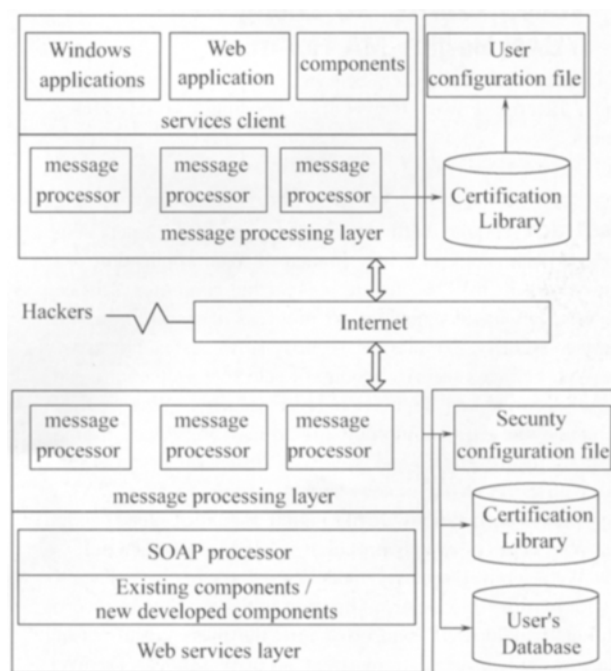 Windows
applications
Web
application
components
services client
User
configuration file
message
processor
message
processor
message
processor
message processing layer
Certification
Library
Hackers
Internet
message
processor
message
processor
message
processor
message processing layer
Secunty
configuration file
SOAP processor
Existing components /
new developed components
Web services layer
Certification
Library
User's
Database